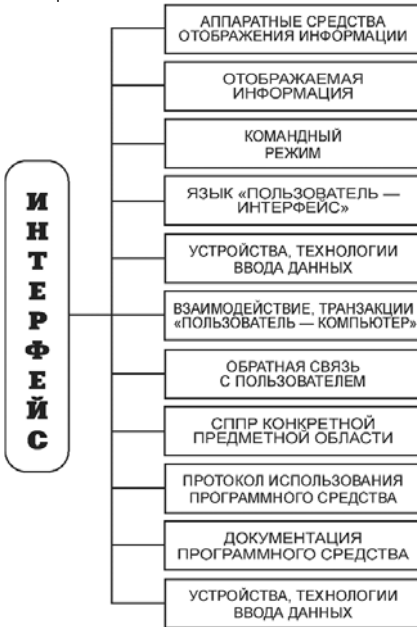 ИНТЕРФЕЙС
АППАРАТНЫЕ СРЕДСТВА
ОТОБРАЖЕНИЯ ИНФОРМАЦИИ
ОТОБРАЖАЕМАЯ
ИНФОРМАЦИЯ
КОМАНДНЫЙ
РЕЖИМ
ЯЗЫК «ПОЛЬЗОВАТЕЛЬ —
ИНТЕРФЕЙС»
УСТРОЙСТВА, ТЕХНОЛОГИИ
ВВОДА ДАННЫХ
ВЗАИМОДЕЙСТВИЕ, ТРАНЗАКЦИИ
«ПОЛЬЗОВАТЕЛЬ — КОМПЬЮТЕР»
ОБРАТНАЯ СВЯЗЬ
С ПОЛЬЗОВАТЕЛЕМ
СППР КОНКРЕТНОЙ
ПРЕДМЕТНОЙ ОБЛАСТИ
ПРОТОКОЛ ИСПОЛЬЗОВАНИЯ
ПРОГРАММНОГО СРЕДСТВА
ДОКУМЕНТАЦИЯ
ПРОГРАММНОГО СРЕДСТВА
УСТРОЙСТВА, ТЕХНОЛОГИИ
ВВОДА ДАННЫХ